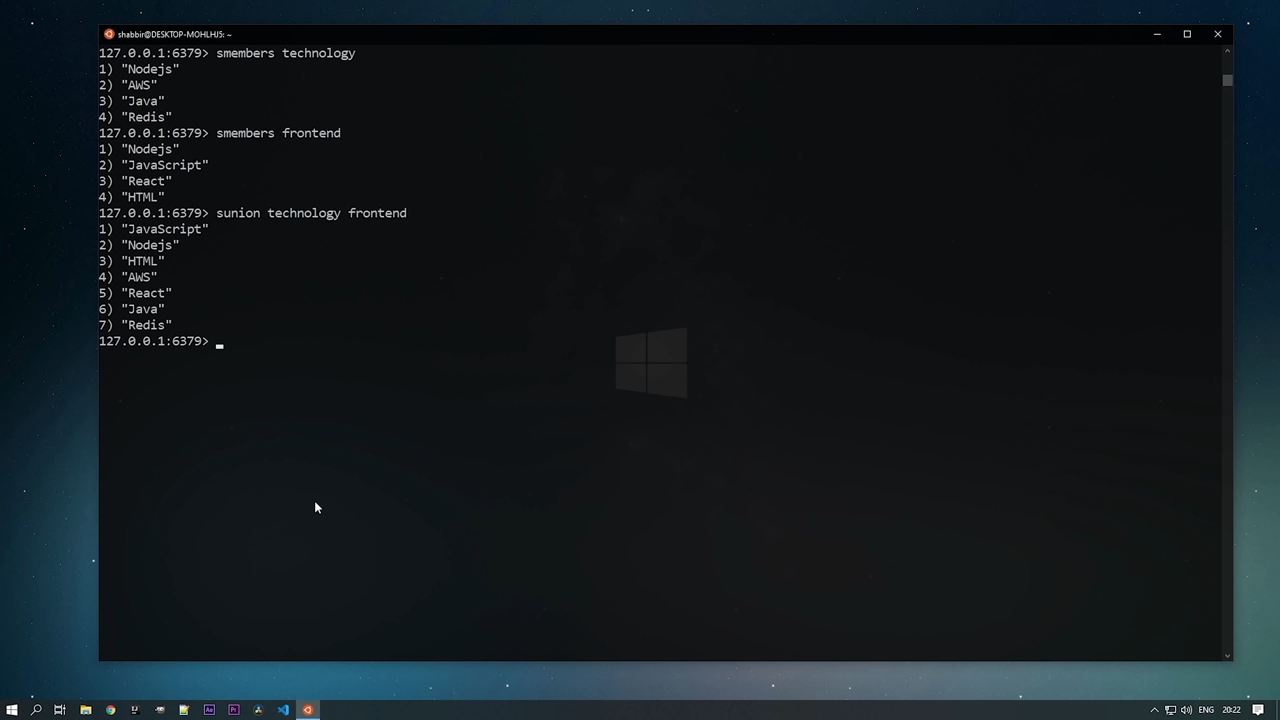 shabbir@DESKTOP-MOHLHJ5: ~
127.0.0.1:6379> smembers technology
1) "Nodejs"
2) "AWS"
3) "Java"
4) "Redis"
127.0.0.1:6379> smembers frontend
1) "Nodejs"
2) "JavaScript"
3) "React"
4) "HTML"
127.0.0.1:6379> sunion technology frontend
1) "JavaScript"
2) "Nodejs"
3) "HTML"
4) "AWS"
5) "React"
6) "Java"
7) "Redis"
127.0.0.1:6379>
Ae Pr ENG 20:22